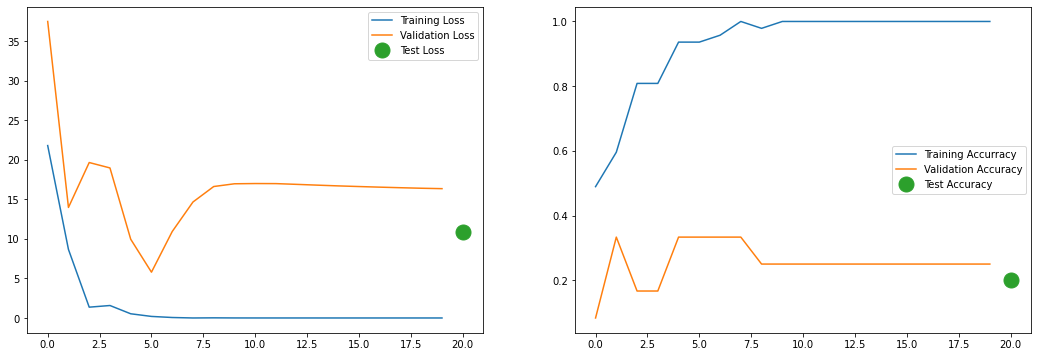 Training Loss
Validation Loss
Test Loss
35
30
25
20
15
10
5
0
0.0 2.5 5.0 7.5 10.0 12.5 15.0 17.5 20.0
1.0
0.8
0.6
0.4
0.2
Training Accurracy
Validation Accuracy
Test Accuracy
0.0 2.5 5.0 7.5 10.0 12.5 15.0 17.5 20.0